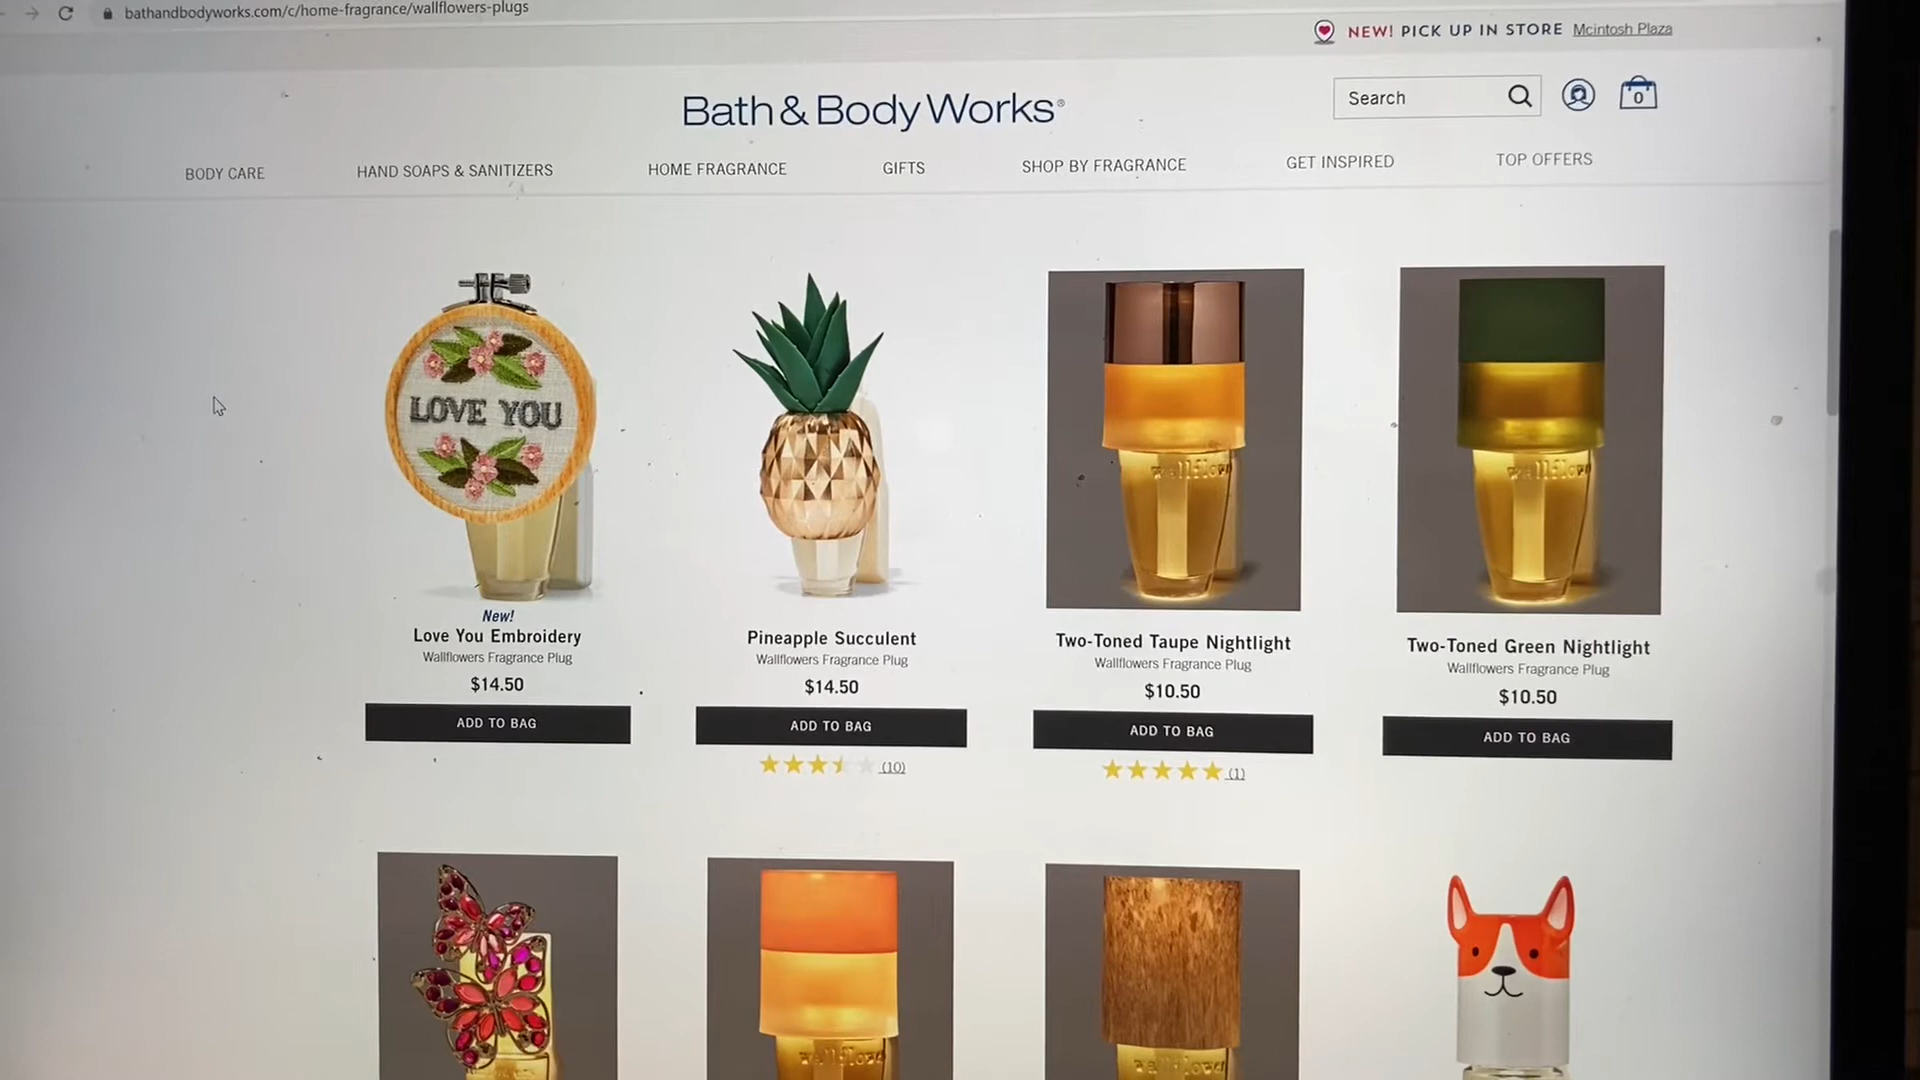 bathandbodyworks.com/c/home-fragrance/wallflowers-plugs
NEW! PICK UP IN STORE Mcintosh Plaza
Bath & Body Works®
Search
0
BODY CARE HAND SOAPS & SANITIZERS HOME FRAGRANCE GIFTS SHOP BY FRAGRANCE GET INSPIRED TOP OFFERS
LOVE YOU
wallflow
wallflow
New!
Love You Embroidery
Wallflowers Fragrance Plug
$14.50
ADD TO BAG
Pineapple Succulent
Wallflowers Fragrance Plug
$14.50
ADD TO BAG
(10)
Two-Toned Taupe Nightlight
Wallflowers Fragrance Plug
$10.50
ADD TO BAG
(1)
Two-Toned Green Nightlight
Wallflowers Fragrance Plug
$10.50
ADD TO BAG
wallflow
wallflow